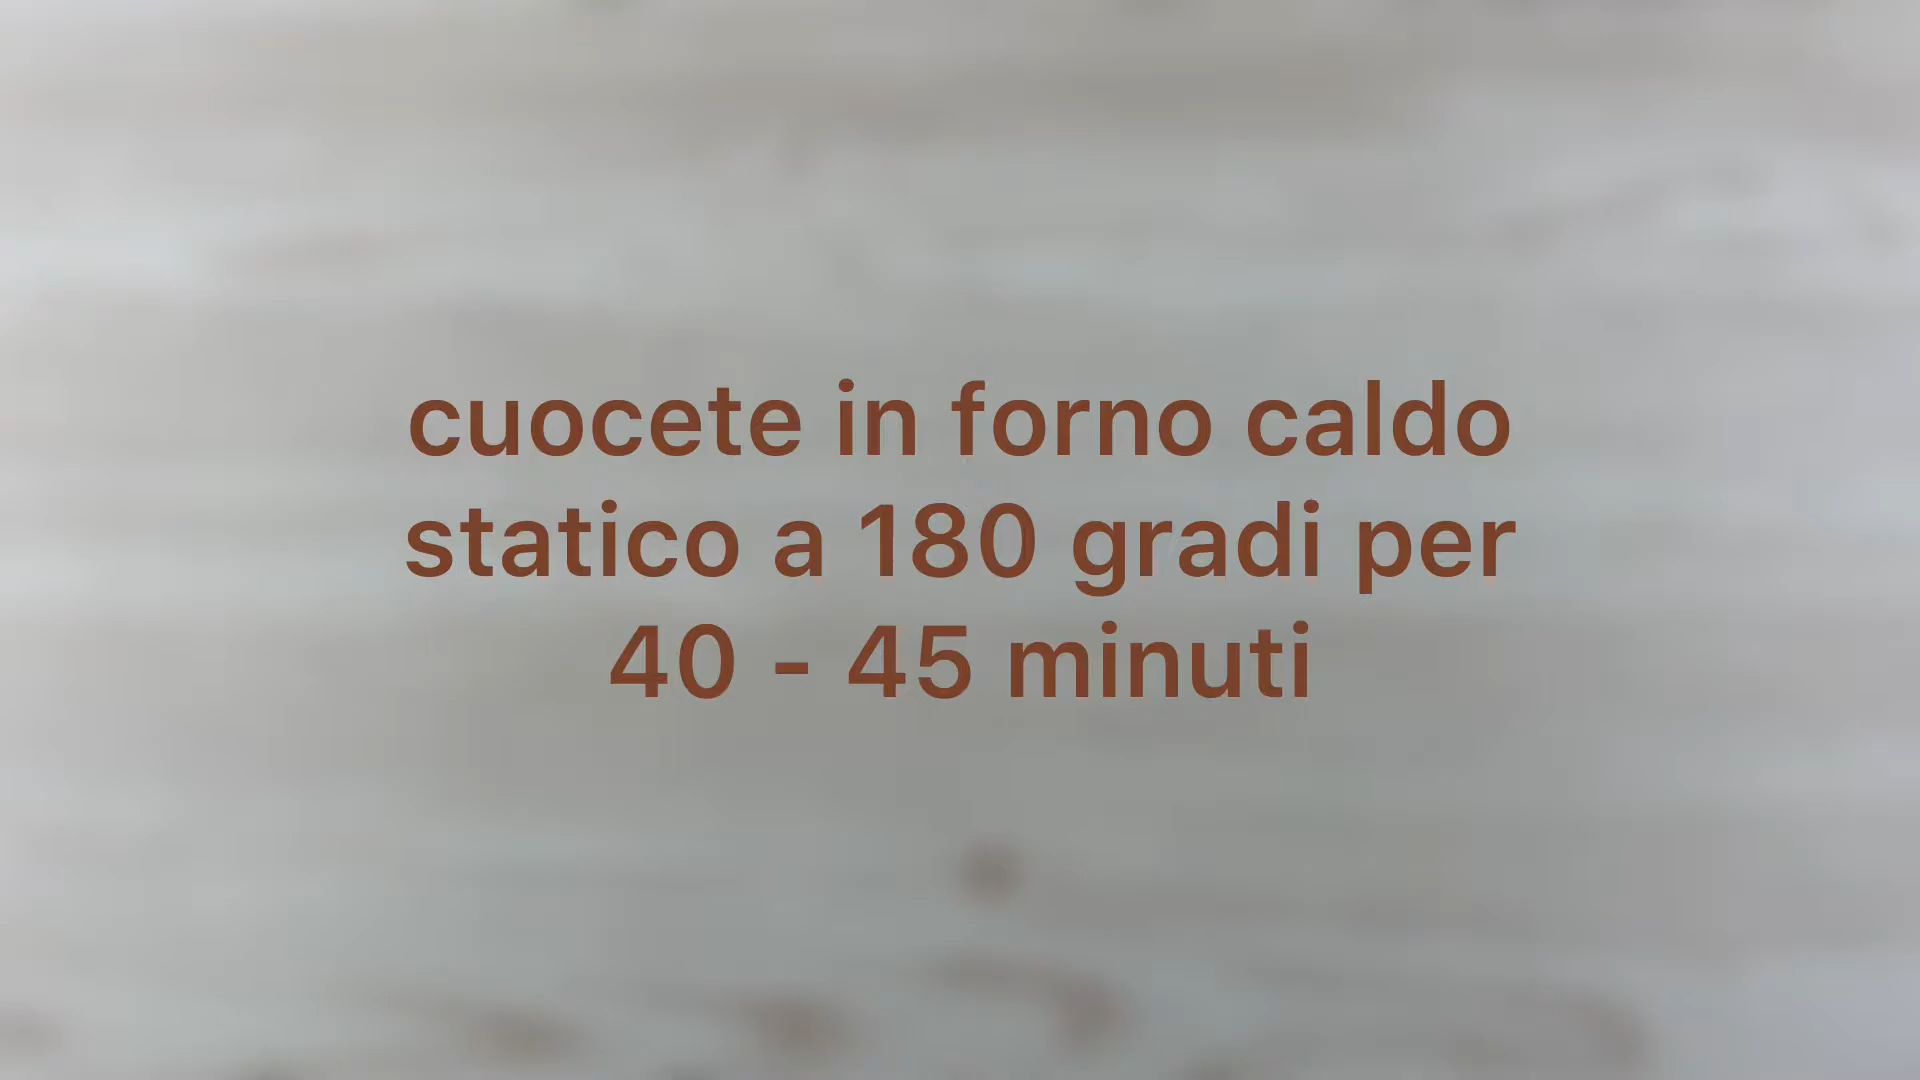 cuocete in forno caldo
statico a 180 gradi per
40 - 45 minuti